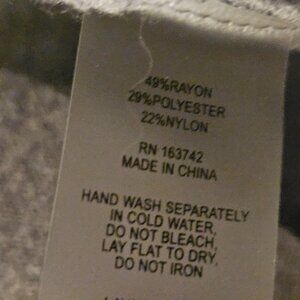 49%RAYON
29%POLYESTER
22%NYLON
RN 163742
MADE IN CHINA
HAND WASH SEPARATELY
IN COLD WATER,
DO NOT BLEACH,
LAY FLAT TO DRY,
DO NOT IRON